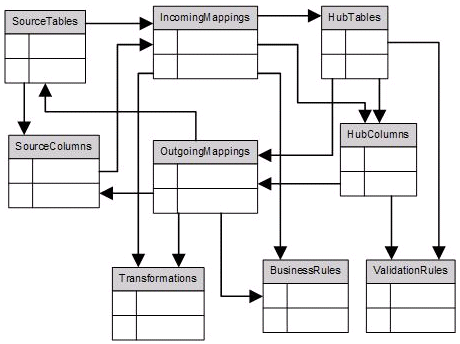 SourceTables
IncomingMappings
HubTables
SourceColumns
OutgoingMappings
HubColumns
Transformations
BusinessRules
ValidationRules